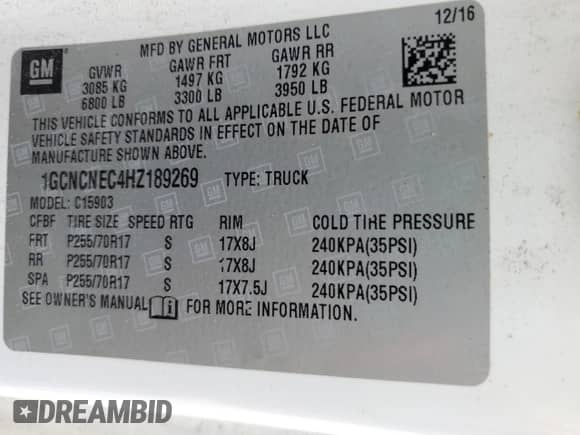 12/16
GM
MFD BY GENERAL MOTORS LLC
GVWR GAWR FRT GAWR RR
3085 KG 1497 KG 1792 KG
6800 LB 3300 LB 3950 LB
THIS VEHICLE CONFORMS TO ALL APPLICABLE U.S. FEDERAL MOTOR
VEHICLE SAFETY STANDARDS IN EFFECT ON THE DATE OF
MANUFACTURE SHOWN ABOVE.
1GCNCNEC4HZ189269 TYPE: TRUCK
MODEL: C15903
CFBF TIRE SIZE SPEED RTG RIM COLD TIRE PRESSURE
FRT P255/70R17 S 17X8J 240KPA(35PSI)
RR P255/70R17 S 17X8J 240KPA(35PSI)
SPA P255/70R17 S 17X7.5J 240KPA(35PSI)
SEE OWNER'S MANUAL FOR MORE INFORMATION.
DREAMBID